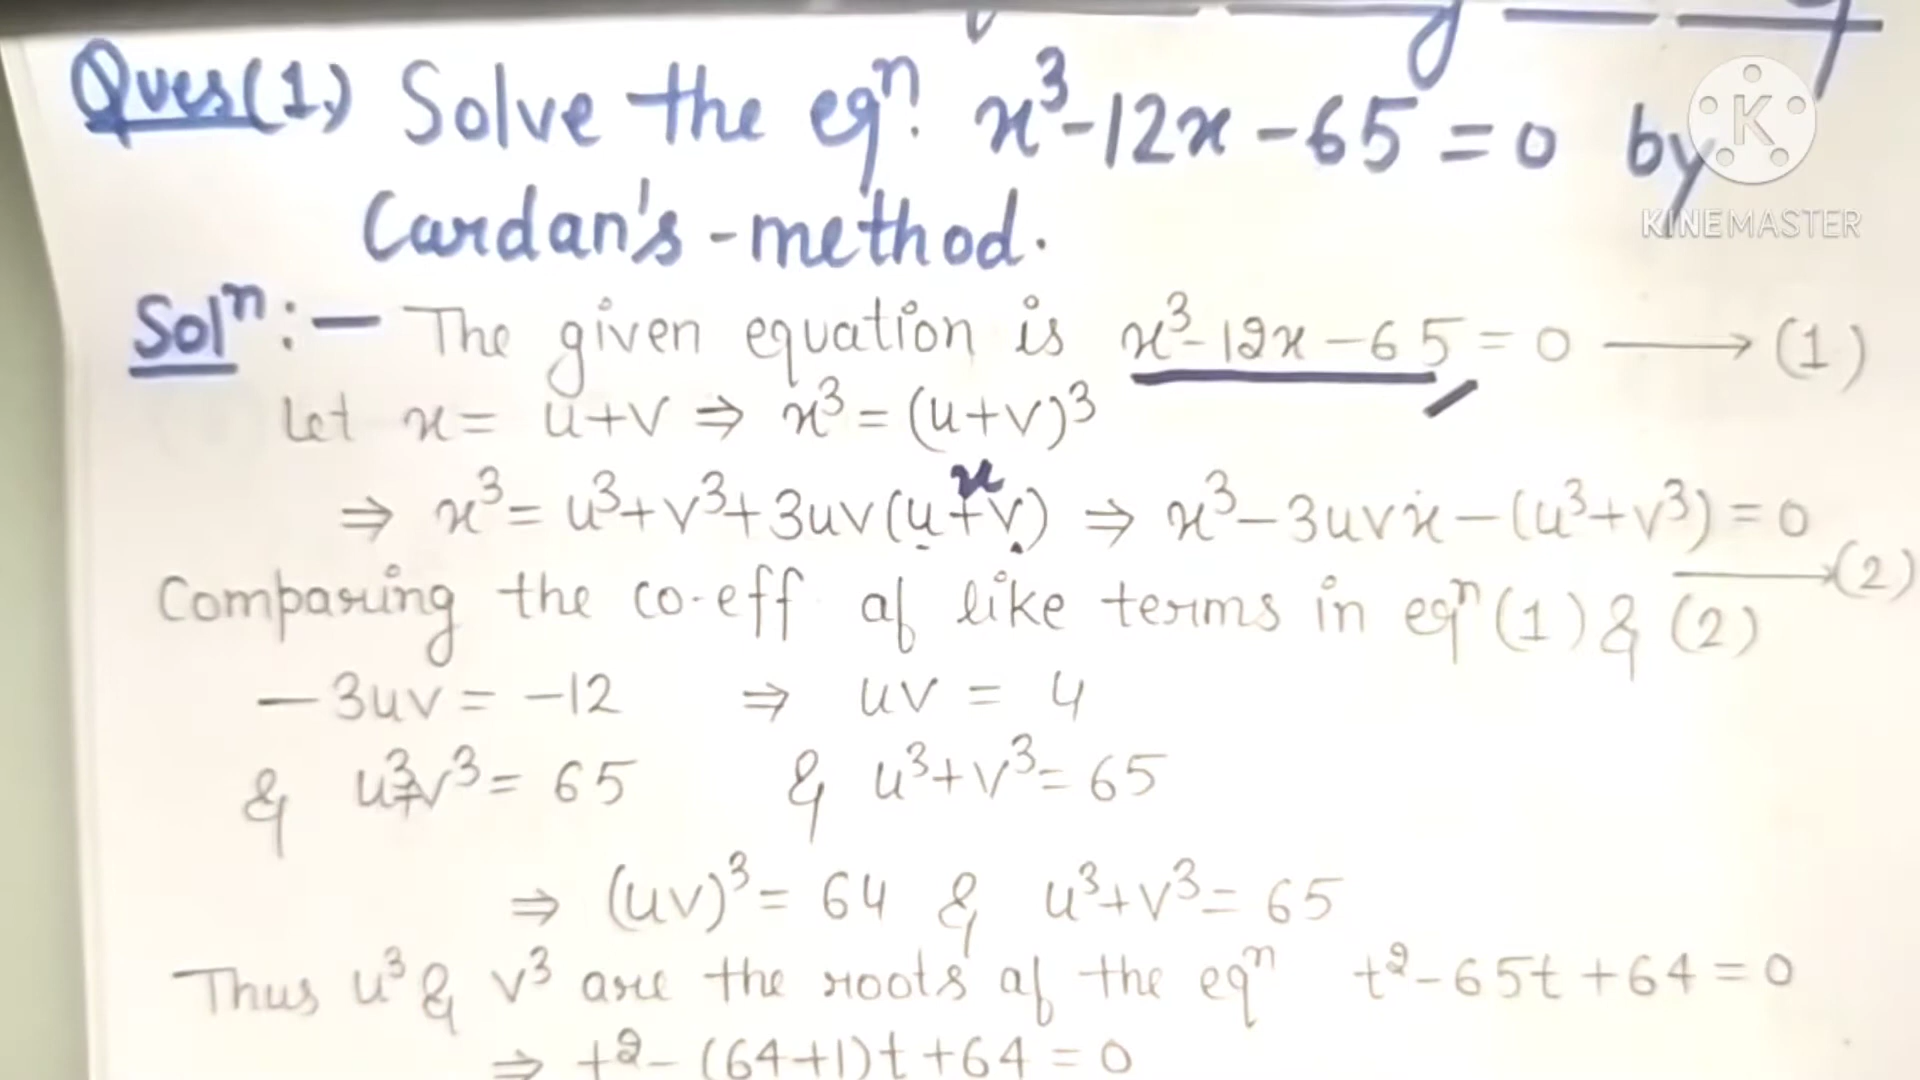 Ques(1.) Solve the eqⁿ. x³-12x-65=0 by
Cardan's-method.
K
KINEMASTER
Solⁿ:— The given equation is x³-12x-65=0 ⟶ (1)
Let x= u+v ⇒ x³=(u+v)³
x
⇒ x³= u³+v³+3uv(u+v) ⇒ x³-3uvx-(u³+v³)=0
⟶(2)
Comparing the co-eff of like terms in eqⁿ(1)&(2)
-3uv=-12 ⇒ uv = 4
& u³+v³= 65 & u³+v³=65
⇒ (uv)³= 64 & u³+v³= 65
Thus u³& v³ are the roots of the eqⁿ t²-65t+64=0
⇒ t²-(64+1)t+64=0